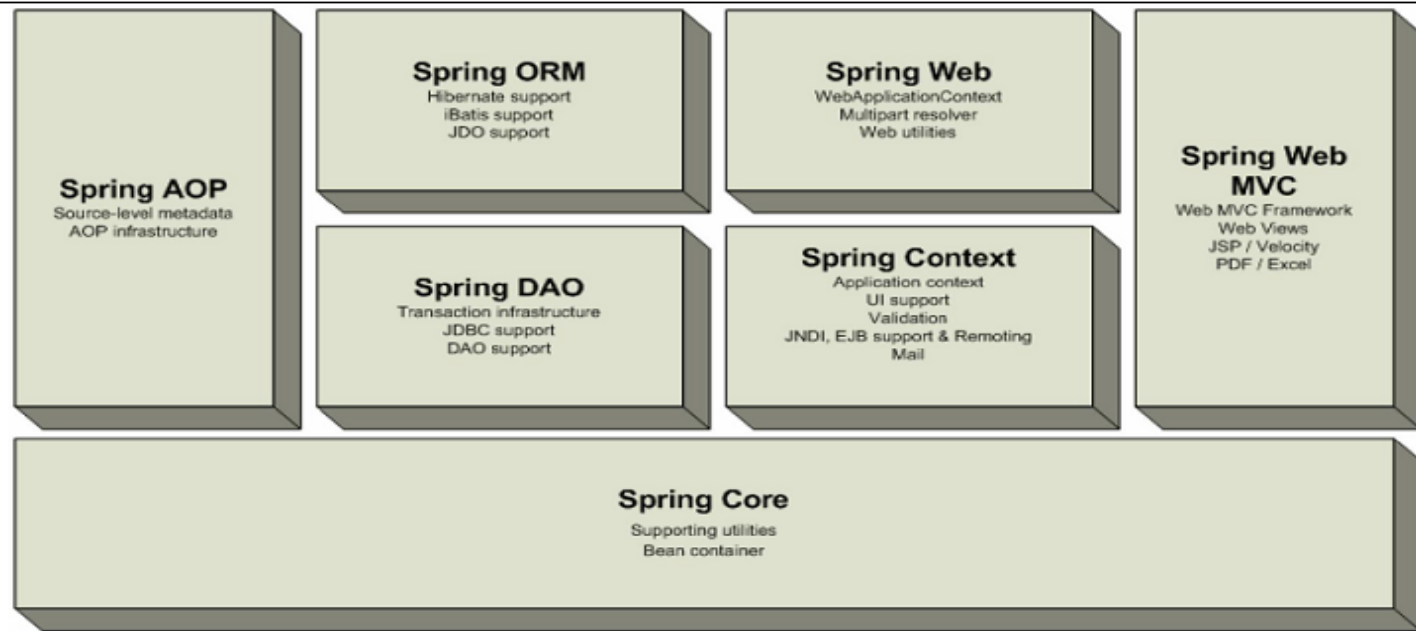 Spring AOP
Source-level metadata
AOP infrastructure
Spring ORM
Hibernate support
iBatis support
JDO support
Spring DAO
Transaction infrastructure
JDBC support
DAO support
Spring Web
WebApplicationContext
Multipart resolver
Web utilities
Spring Context
Application context
UI support
Validation
JNDI, EJB support & Remoting
Mail
Spring Web
MVC
Web MVC Framework
Web Views
JSP / Velocity
PDF / Excel
Spring Core
Supporting utilities
Bean container